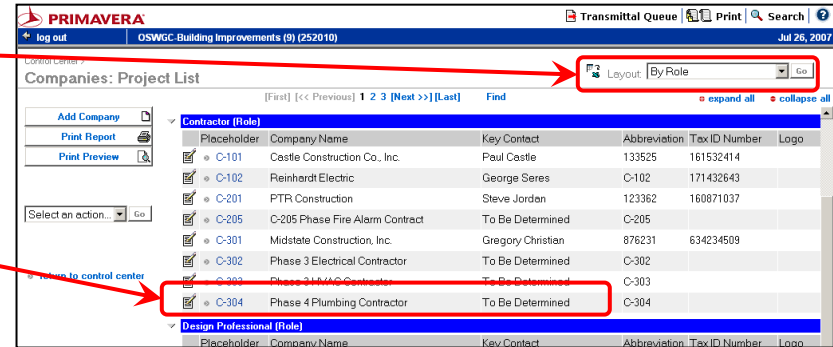 PRIMAVERA
Transmittal Queue Print Search
log out OSWGC-Building Improvements (9) (252010) Jul 26, 2007
Control Center >
Companies: Project List
Layout: By Role Go
[First] [<< Previous] 1 2 3 [Next >>] [Last] Find
expand all collapse all
Add Company
Print Report
Print Preview
Select an action... Go
return to control center
Contractor (Role)
Placeholder Company Name Key Contact Abbreviation Tax ID Number Logo
C-101 Castle Construction Co., Inc. Paul Castle 133525 161532414
C-102 Reinhardt Electric George Seres C-102 171432643
C-201 PTR Construction Steve Jordan 123362 160871037
C-205 C-205 Phase Fire Alarm Contract To Be Determined C-205
C-301 Midstate Construction, Inc. Gregory Christian 876231 634234509
C-302 Phase 3 Electrical Contractor To Be Determined C-302
C-303 Phase 3 HVAC Contractor To Be Determined C-303
C-304 Phase 4 Plumbing Contractor To Be Determined C-304
Design Professional (Role)
Placeholder Company Name Key Contact Abbreviation Tax ID Number Logo